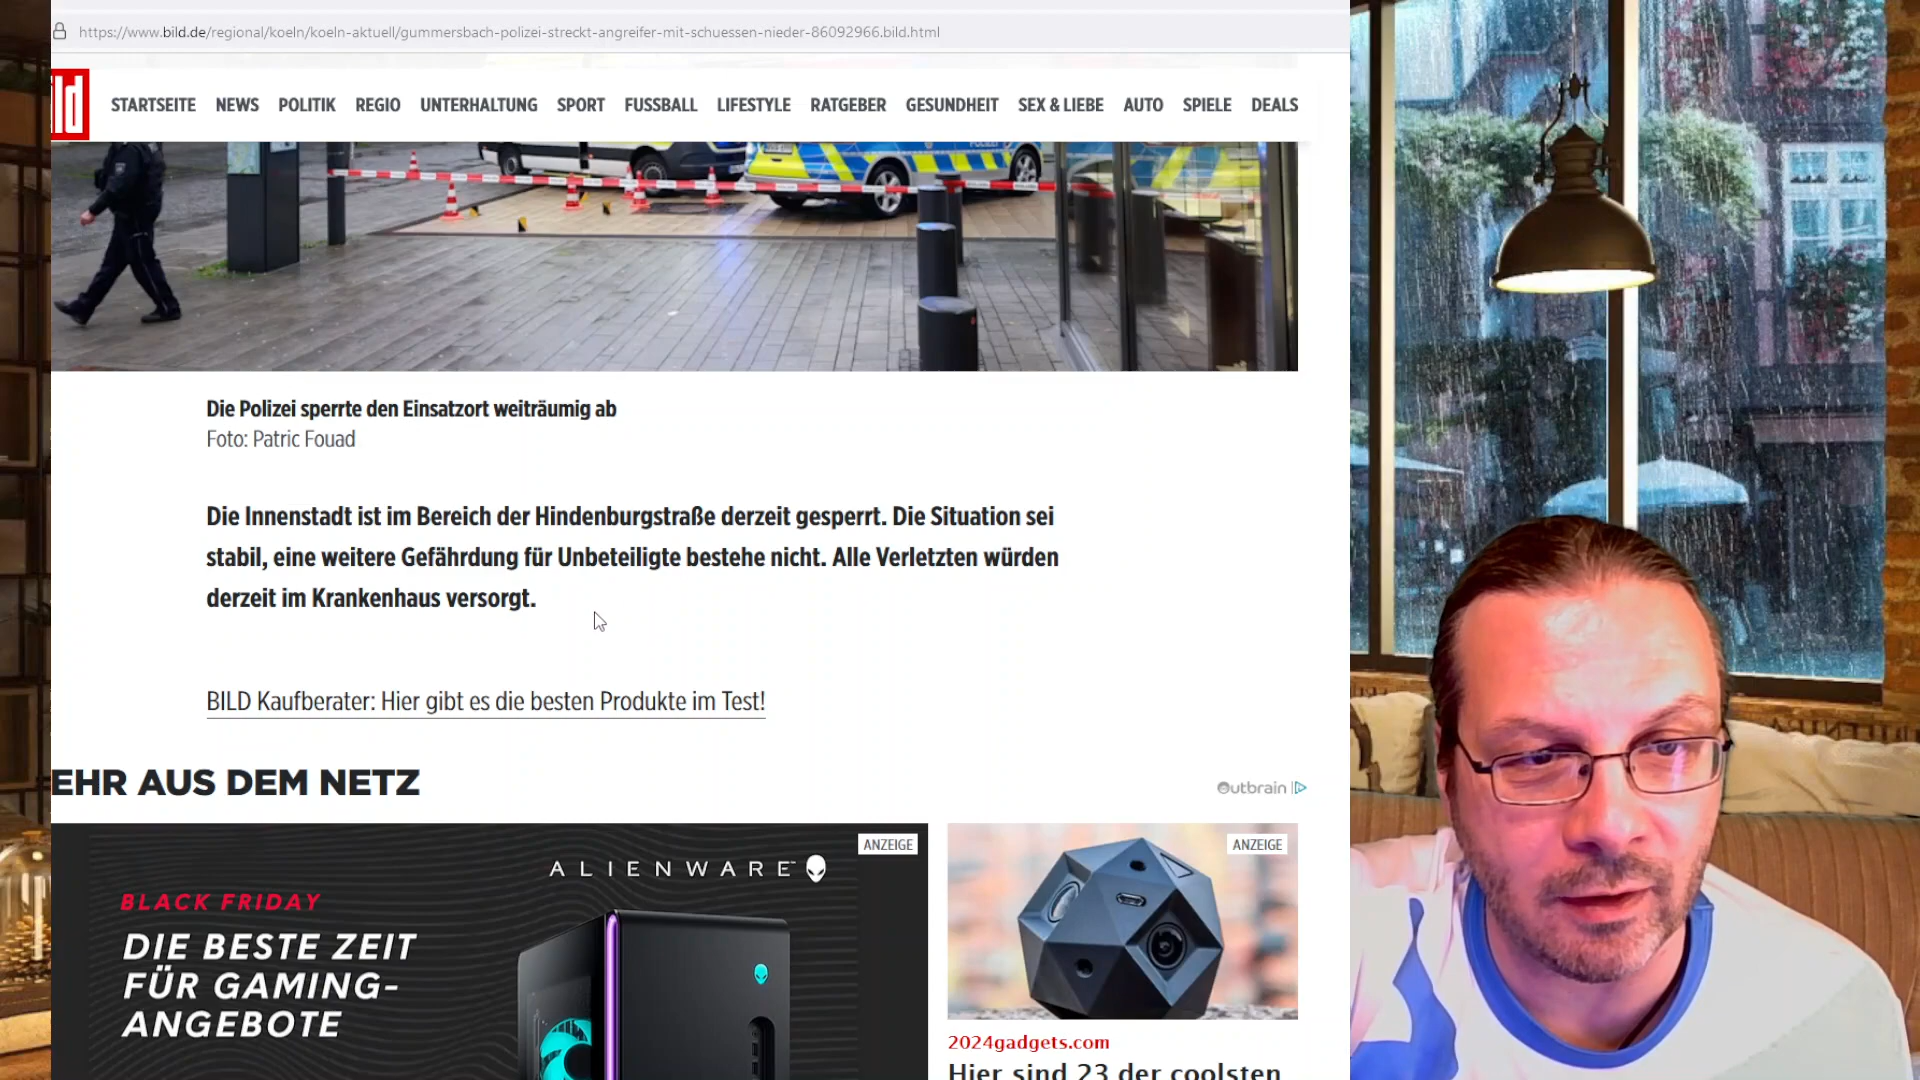 https://www.bild.de/regional/koeln/koeln-aktuell/gummersbach-polizei-streckt-angreifer-mit-schuessen-nieder-86092966.bild.html
ild
STARTSEITE NEWS POLITIK REGIO UNTERHALTUNG SPORT FUSSBALL LIFESTYLE RATGEBER GESUNDHEIT SEX & LIEBE AUTO SPIELE DEALS
Die Polizei sperrte den Einsatzort weiträumig ab
Foto: Patric Fouad
Die Innenstadt ist im Bereich der Hindenburgstraße derzeit gesperrt. Die Situation sei
stabil, eine weitere Gefährdung für Unbeteiligte bestehe nicht. Alle Verletzten würden
derzeit im Krankenhaus versorgt.
BILD Kaufberater: Hier gibt es die besten Produkte im Test!
EHR AUS DEM NETZ
Outbrain
ANZEIGE
ALIENWARE
BLACK FRIDAY
DIE BESTE ZEIT
FÜR GAMING-
ANGEBOTE
ANZEIGE
2024gadgets.com
Hier sind 23 der coolsten